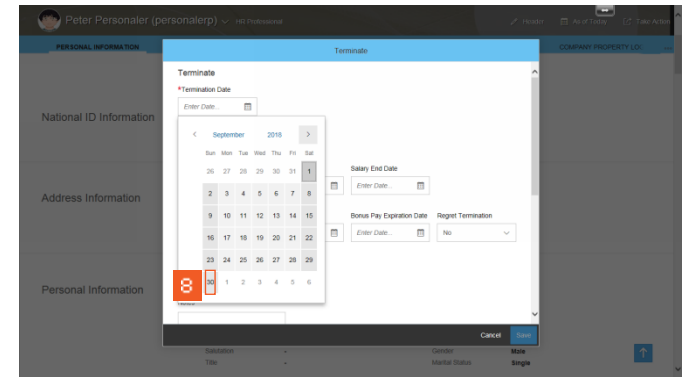 Peter Personaler (personalerp) HR Professional
Header As of Today Take Action
PERSONAL INFORMATION
Terminate
COMPANY PROPERTY LOC
Terminate
*Termination Date
Enter Date...
National ID Information
September 2018
Sun Mon Tue Wed Thu Fri Sat
26 27 28 29 30 31 1
2 3 4 5 6 7 8
9 10 11 12 13 14 15
16 17 18 19 20 21 22
23 24 25 26 27 28 29
30 1 2 3 4 5 6
8
Salary End Date
Enter Date...
Address Information
Bonus Pay Expiration Date Regret Termination
Enter Date... No
Personal Information
Cancel Save
Salutation - Gender Male
Title - Marital Status Single